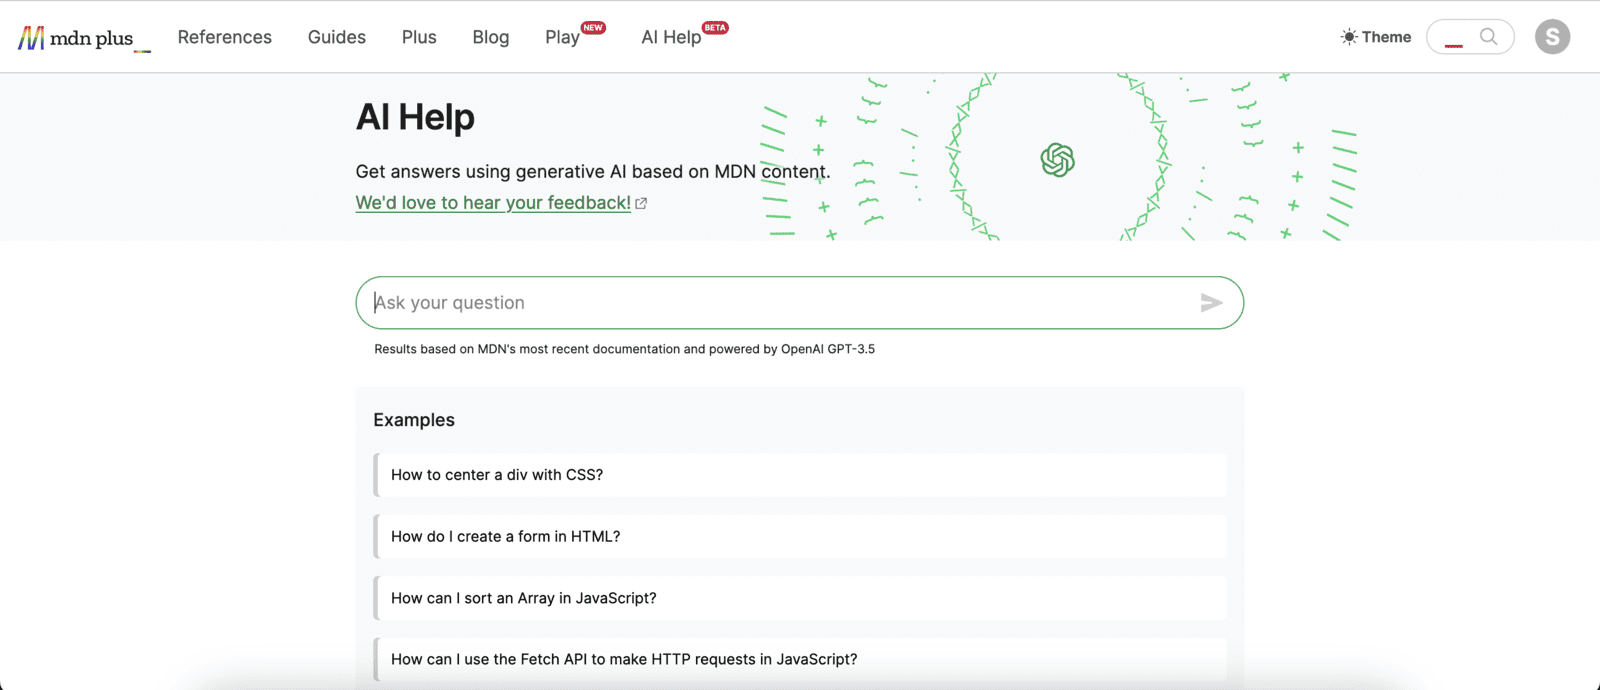 mdn plus_ References Guides Plus Blog Play NEW AI Help BETA Theme S
AI Help
Get answers using generative AI based on MDN content.
We'd love to hear your feedback!
Ask your question
Results based on MDN's most recent documentation and powered by OpenAI GPT-3.5
Examples
How to center a div with CSS?
How do I create a form in HTML?
How can I sort an Array in JavaScript?
How can I use the Fetch API to make HTTP requests in JavaScript?